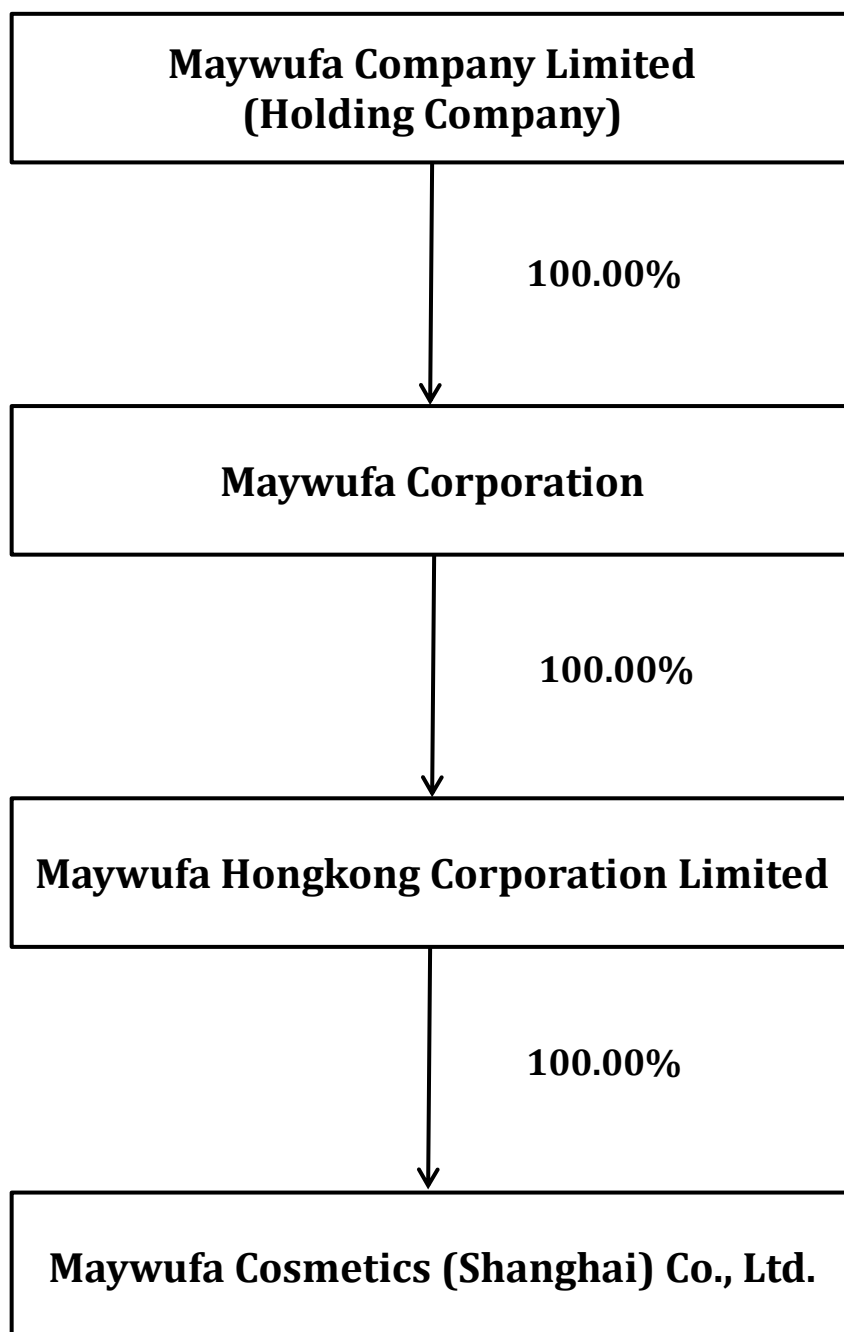 Maywufa Company Limited
(Holding Company)
100.00%
Maywufa Corporation
100.00%
Maywufa Hongkong Corporation Limited
100.00%
Maywufa Cosmetics (Shanghai) Co., Ltd.